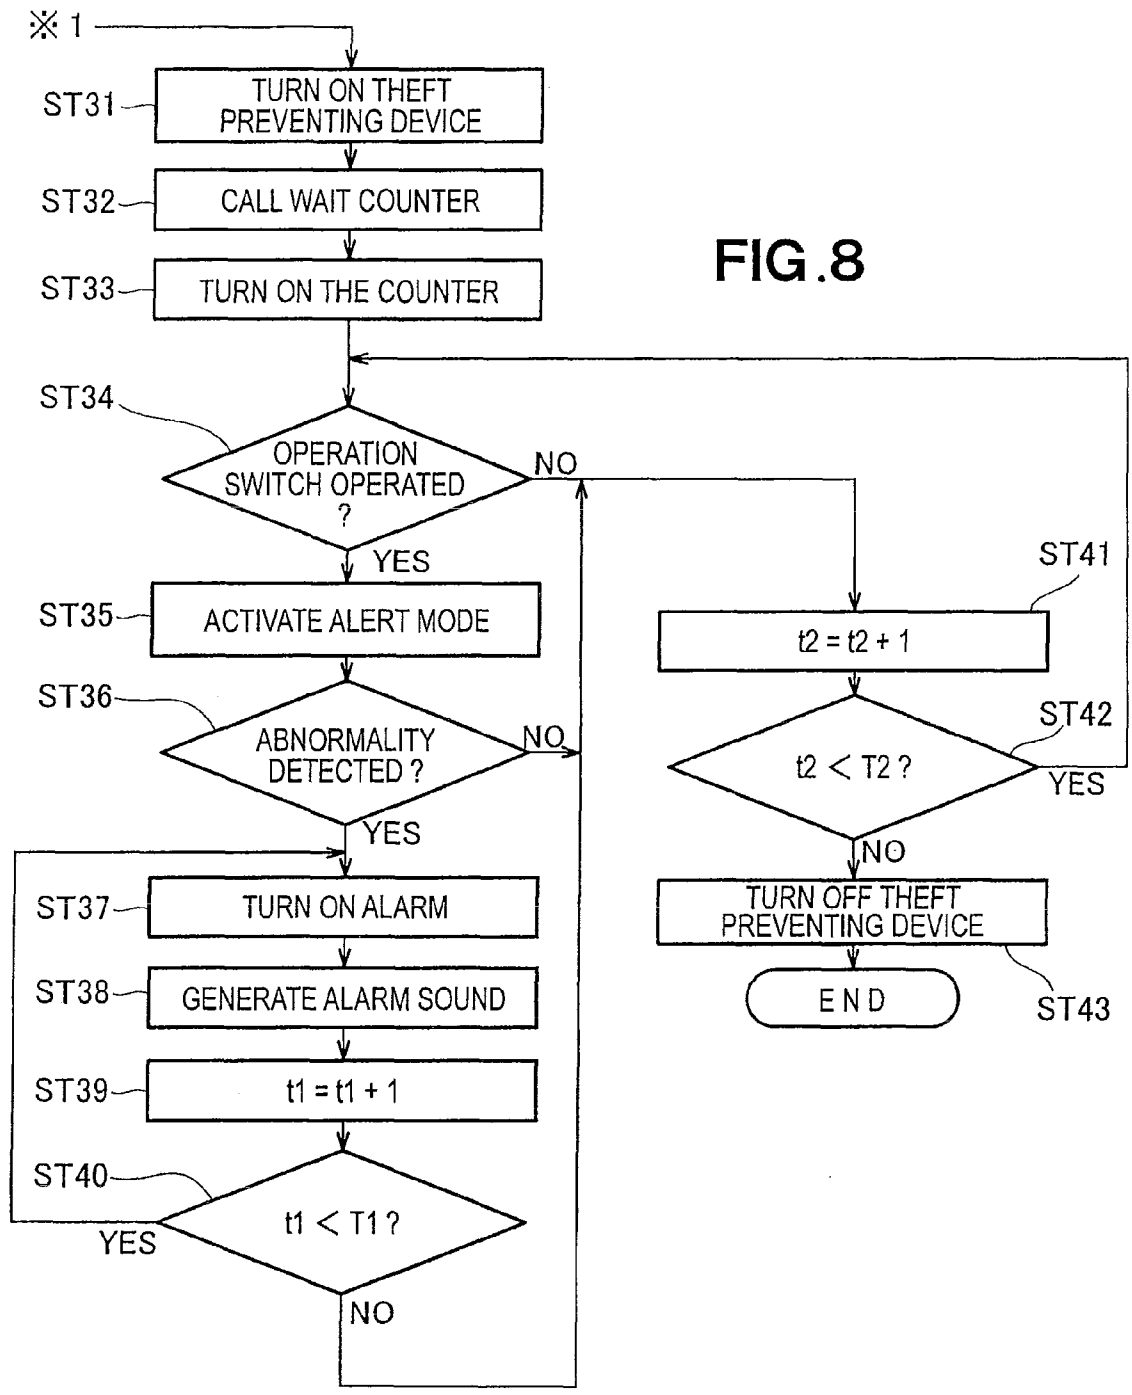 ※ 1
ST31
TURN ON THEFT
PREVENTING DEVICE
ST32
CALL WAIT COUNTER
FIG.8
ST33
TURN ON THE COUNTER
ST34
OPERATION
SWITCH OPERATED
?
NO
YES
ST35
ACTIVATE ALERT MODE
ST36
ABNORMALITY
DETECTED ?
NO
YES
ST37
TURN ON ALARM
ST38
GENERATE ALARM SOUND
ST39
t1 = t1 + 1
ST40
t1 < T1 ?
YES
NO
ST41
t2 = t2 + 1
ST42
t2 < T2 ?
YES
NO
TURN OFF THEFT
PREVENTING DEVICE
ST43
END